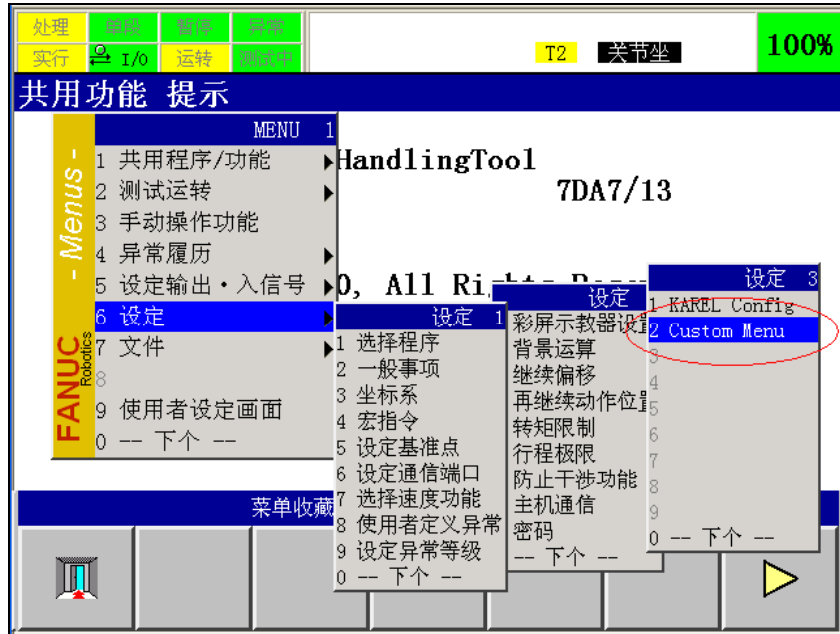 处理 单段 暂停 异常
实行 I/O 运转 测试中
T2 关节坐
100%
共用功能 提示
MENU 1
1 共用程序/功能
2 测试运转
3 手动操作功能
4 异常履历
5 设定输出・入信号
6 设定
7 文件
8
9 使用者设定画面
0 -- 下个 --
- Menus -
FANUC
Robotics
HandlingTool
7DA7/13
0, All Ri
设定 1
1 选择程序
2 一般事项
3 坐标系
4 宏指令
5 设定基准点
6 设定通信端口
7 选择速度功能
8 使用者定义异常
9 设定异常等级
0 -- 下个 --
设定
彩屏示教器设
背景运算
继续偏移
再继续动作位
转矩限制
行程极限
防止干涉功能
主机通信
密码
-- 下个 --
设定 3
1 KAREL Config
2 Custom Menu
3
4
5
6
7
8
9
0 -- 下个 --
菜单收藏